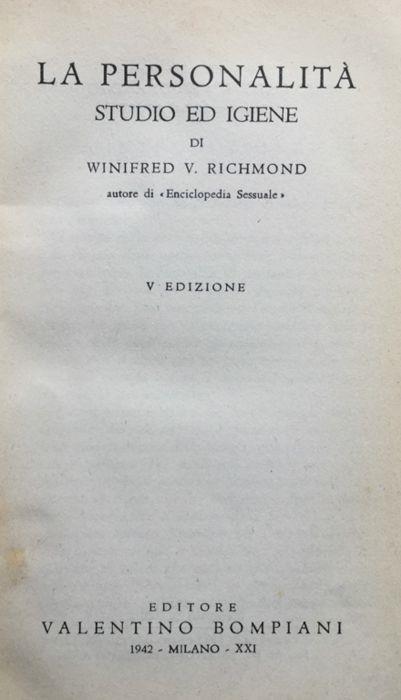 LA PERSONALITÀ
STUDIO ED IGIENE
DI
WINIFRED V. RICHMOND
autore di «Enciclopedia Sessuale»
V EDIZIONE
EDITORE
VALENTINO BOMPIANI
1942 - MILANO - XXI